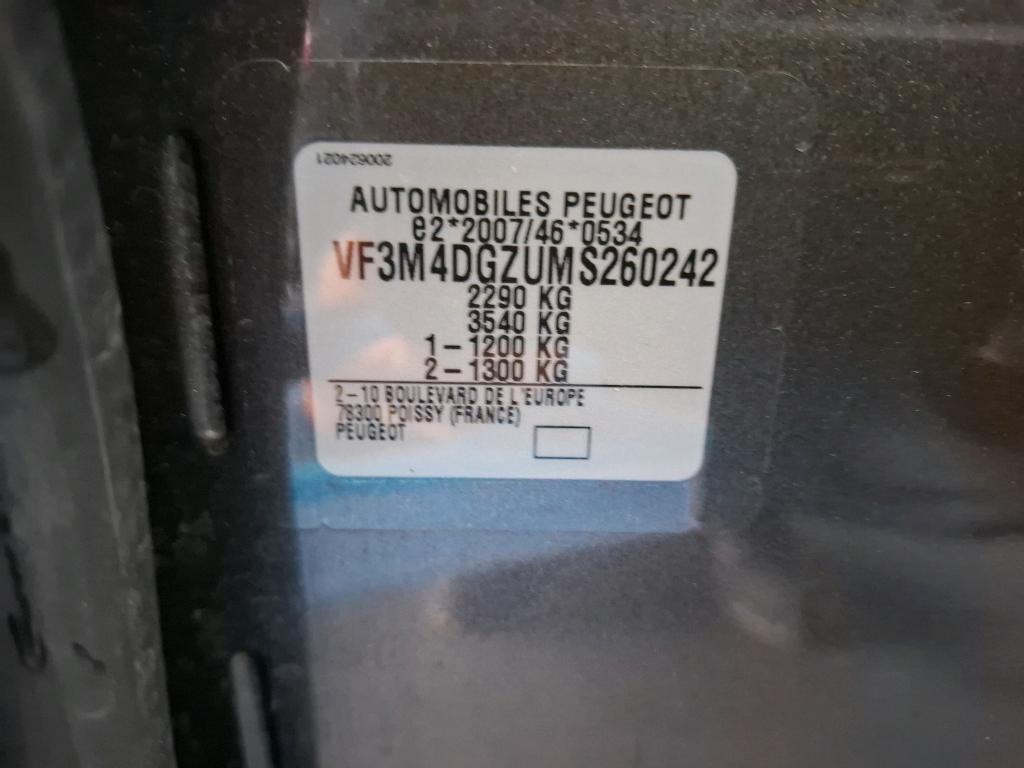 200624021
AUTOMOBILES PEUGEOT
e2*2007/46*0534
VF3M4DGZUMS260242
2290 KG
3540 KG
1-1200 KG
2-1300 KG
2-10 BOULEVARD DE L'EUROPE
78300 POISSY (FRANCE)
PEUGEOT